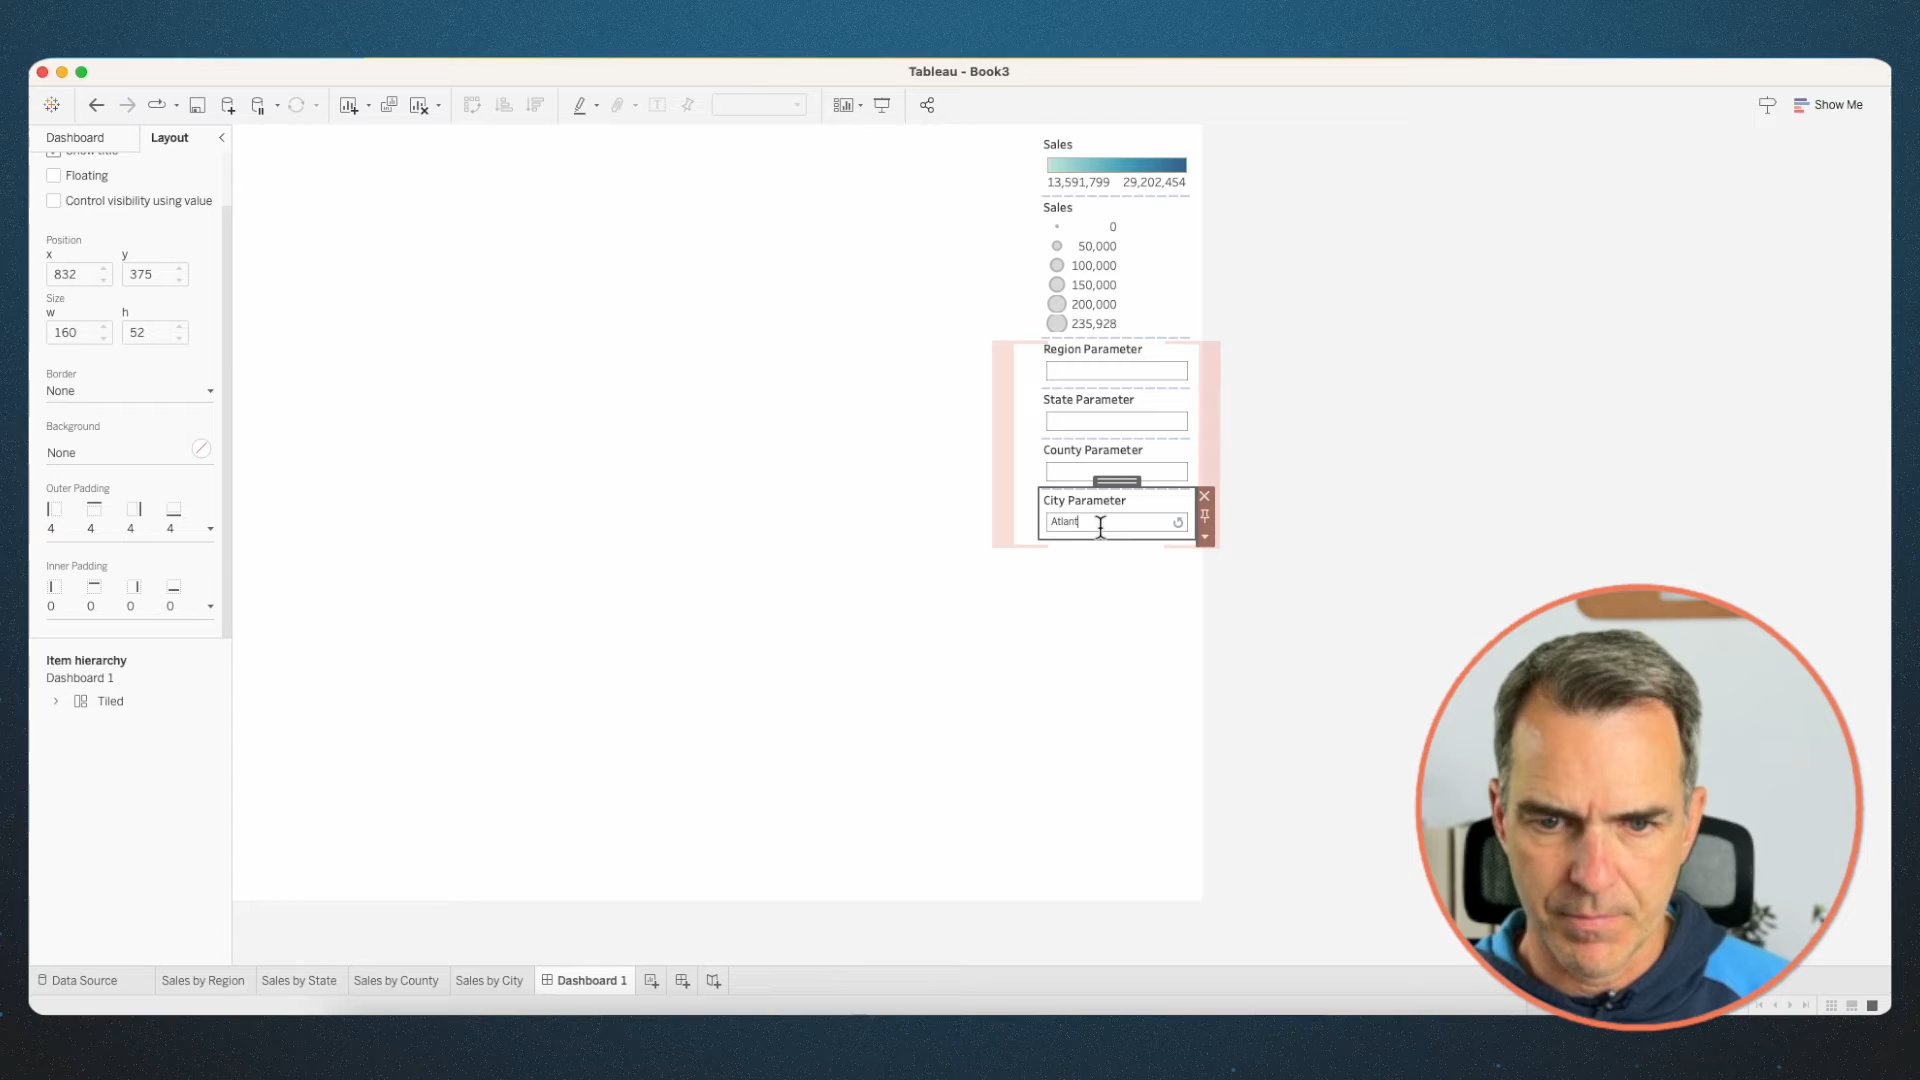 Tableau - Book3
Show Me
Dashboard
Layout
Show title
Floating
Control visibility using value
Position
x y
832 375
Size
w h
160 52
Border
None
Background
None
Outer Padding
4 4 4 4
Inner Padding
0 0 0 0
Item hierarchy
Dashboard 1
Tiled
Sales
13,591,799 29,202,454
Sales
0
50,000
100,000
150,000
200,000
235,928
Region Parameter
State Parameter
County Parameter
City Parameter
Atlant
Data Source
Sales by Region
Sales by State
Sales by County
Sales by City
Dashboard 1